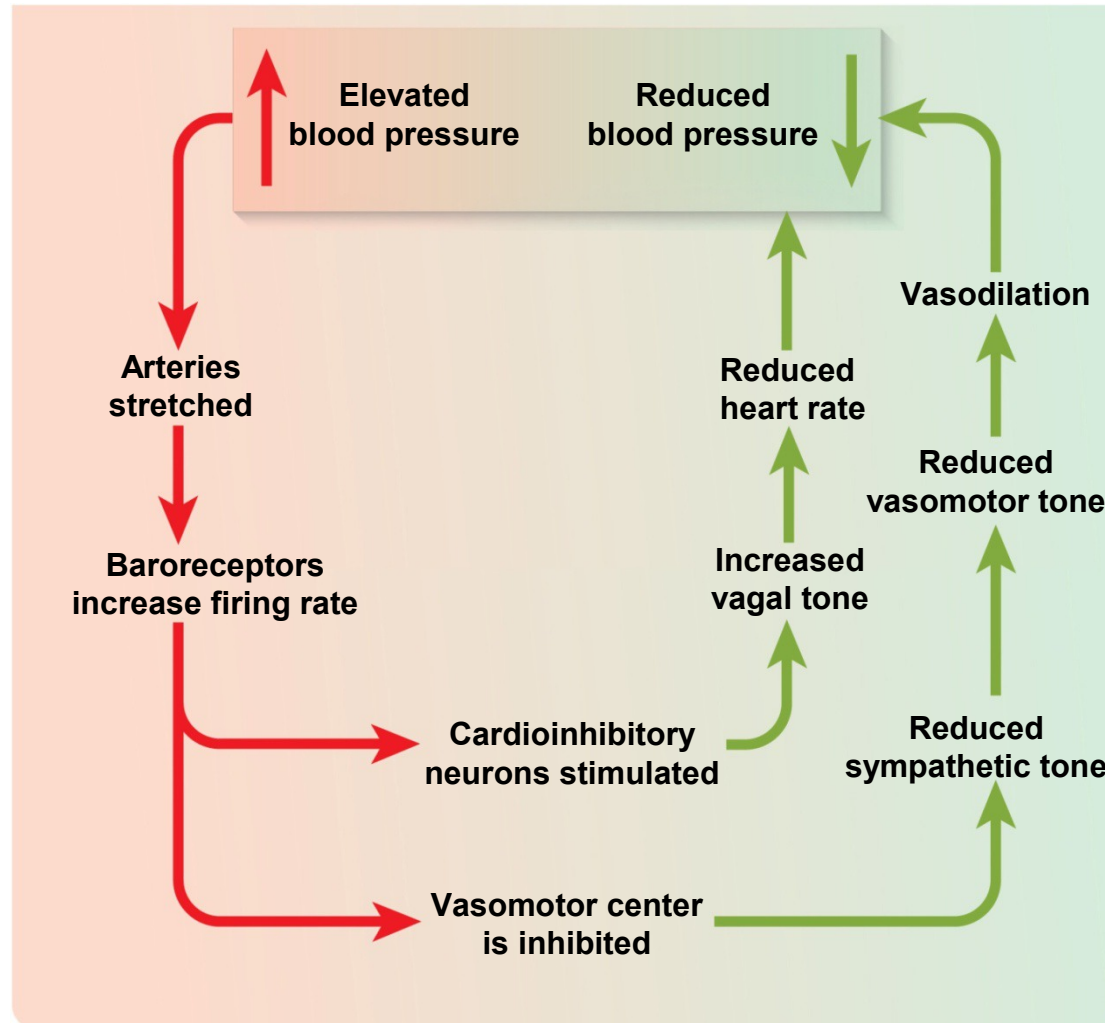 Elevated
blood pressure
Reduced
blood pressure
Arteries
stretched
Baroreceptors
increase firing rate
Cardioinhibitory
neurons stimulated
Vasomotor center
is inhibited
Increased
vagal tone
Reduced
heart rate
Reduced
sympathetic tone
Reduced
vasomotor tone
Vasodilation